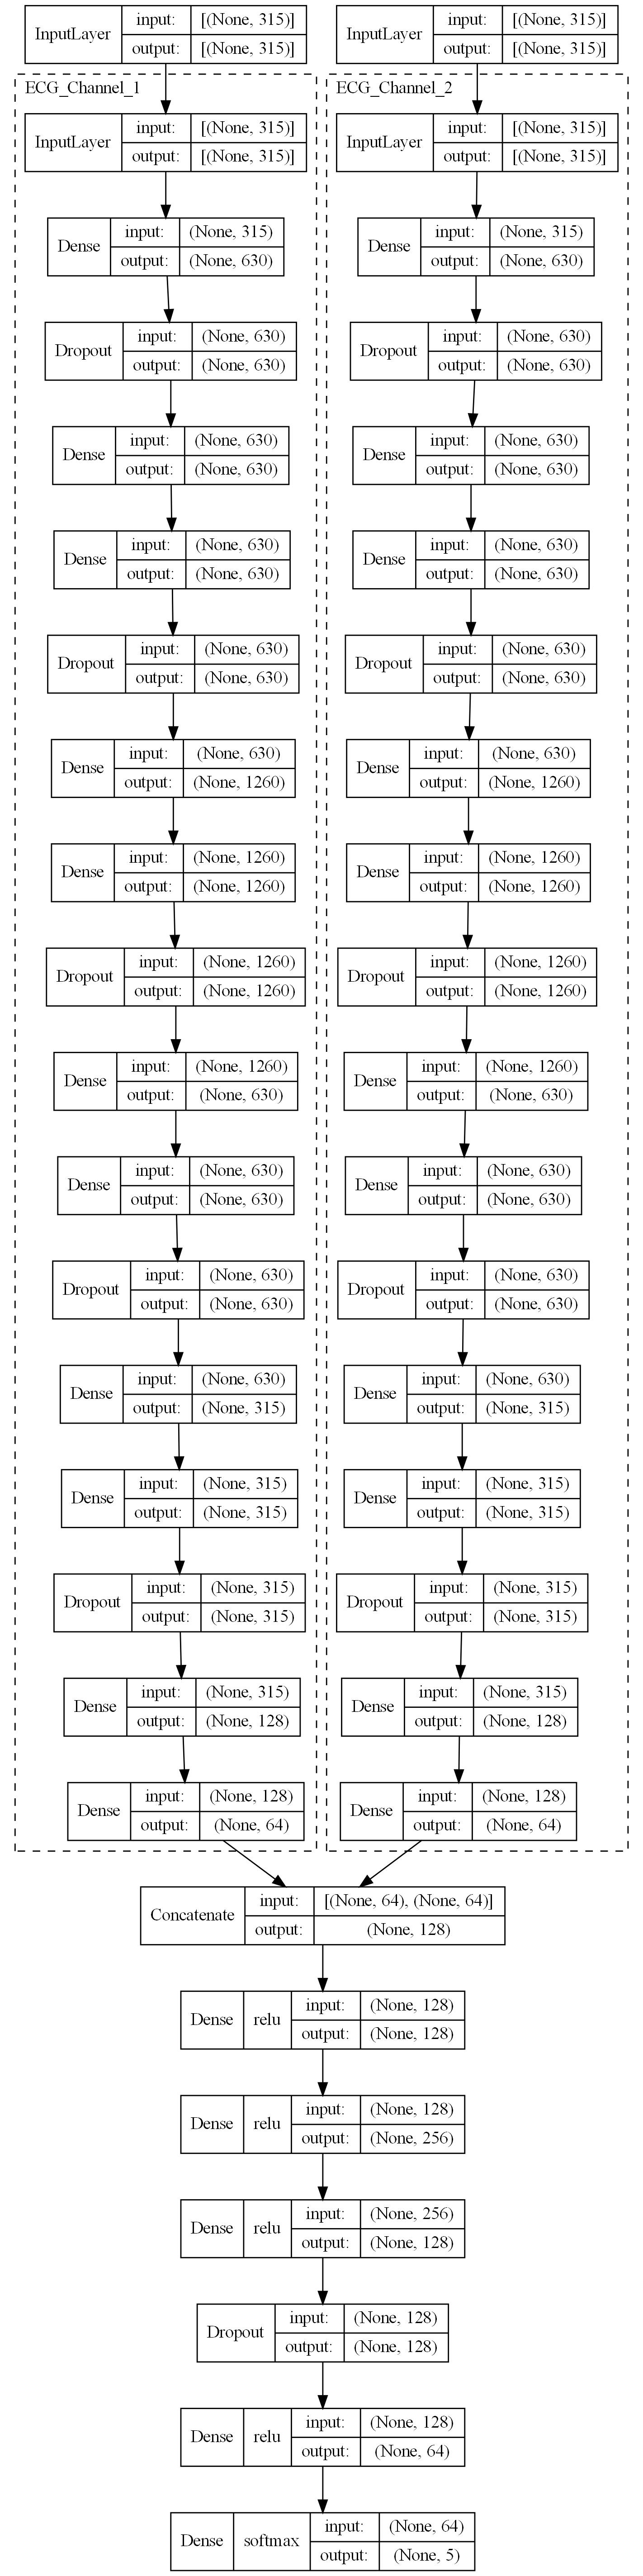 InputLayer input: [(None, 315)] InputLayer input: [(None, 315)]
output: [(None, 315)] output: [(None, 315)]
ECG_Channel_1 ECG_Channel_2
InputLayer input: [(None, 315)] InputLayer input: [(None, 315)]
output: [(None, 315)] output: [(None, 315)]
Dense input: (None, 315) Dense input: (None, 315)
output: (None, 630) output: (None, 630)
Dropout input: (None, 630) Dropout input: (None, 630)
output: (None, 630) output: (None, 630)
Dense input: (None, 630) Dense input: (None, 630)
output: (None, 630) output: (None, 630)
Dense input: (None, 630) Dense input: (None, 630)
output: (None, 630) output: (None, 630)
Dropout input: (None, 630) Dropout input: (None, 630)
output: (None, 630) output: (None, 630)
Dense input: (None, 630) Dense input: (None, 630)
output: (None, 1260) output: (None, 1260)
Dense input: (None, 1260) Dense input: (None, 1260)
output: (None, 1260) output: (None, 1260)
Dropout input: (None, 1260) Dropout input: (None, 1260)
output: (None, 1260) output: (None, 1260)
Dense input: (None, 1260) Dense input: (None, 1260)
output: (None, 630) output: (None, 630)
Dense input: (None, 630) Dense input: (None, 630)
output: (None, 630) output: (None, 630)
Dropout input: (None, 630) Dropout input: (None, 630)
output: (None, 630) output: (None, 630)
Dense input: (None, 630) Dense input: (None, 630)
output: (None, 315) output: (None, 315)
Dense input: (None, 315) Dense input: (None, 315)
output: (None, 315) output: (None, 315)
Dropout input: (None, 315) Dropout input: (None, 315)
output: (None, 315) output: (None, 315)
Dense input: (None, 315) Dense input: (None, 315)
output: (None, 128) output: (None, 128)
Dense input: (None, 128) Dense input: (None, 128)
output: (None, 64) output: (None, 64)
Concatenate input: [(None, 64), (None, 64)]
output: (None, 128)
Dense relu input: (None, 128)
output: (None, 128)
Dense relu input: (None, 128)
output: (None, 256)
Dense relu input: (None, 256)
output: (None, 128)
Dropout input: (None, 128)
output: (None, 128)
Dense relu input: (None, 128)
output: (None, 64)
Dense softmax input: (None, 64)
output: (None, 5)